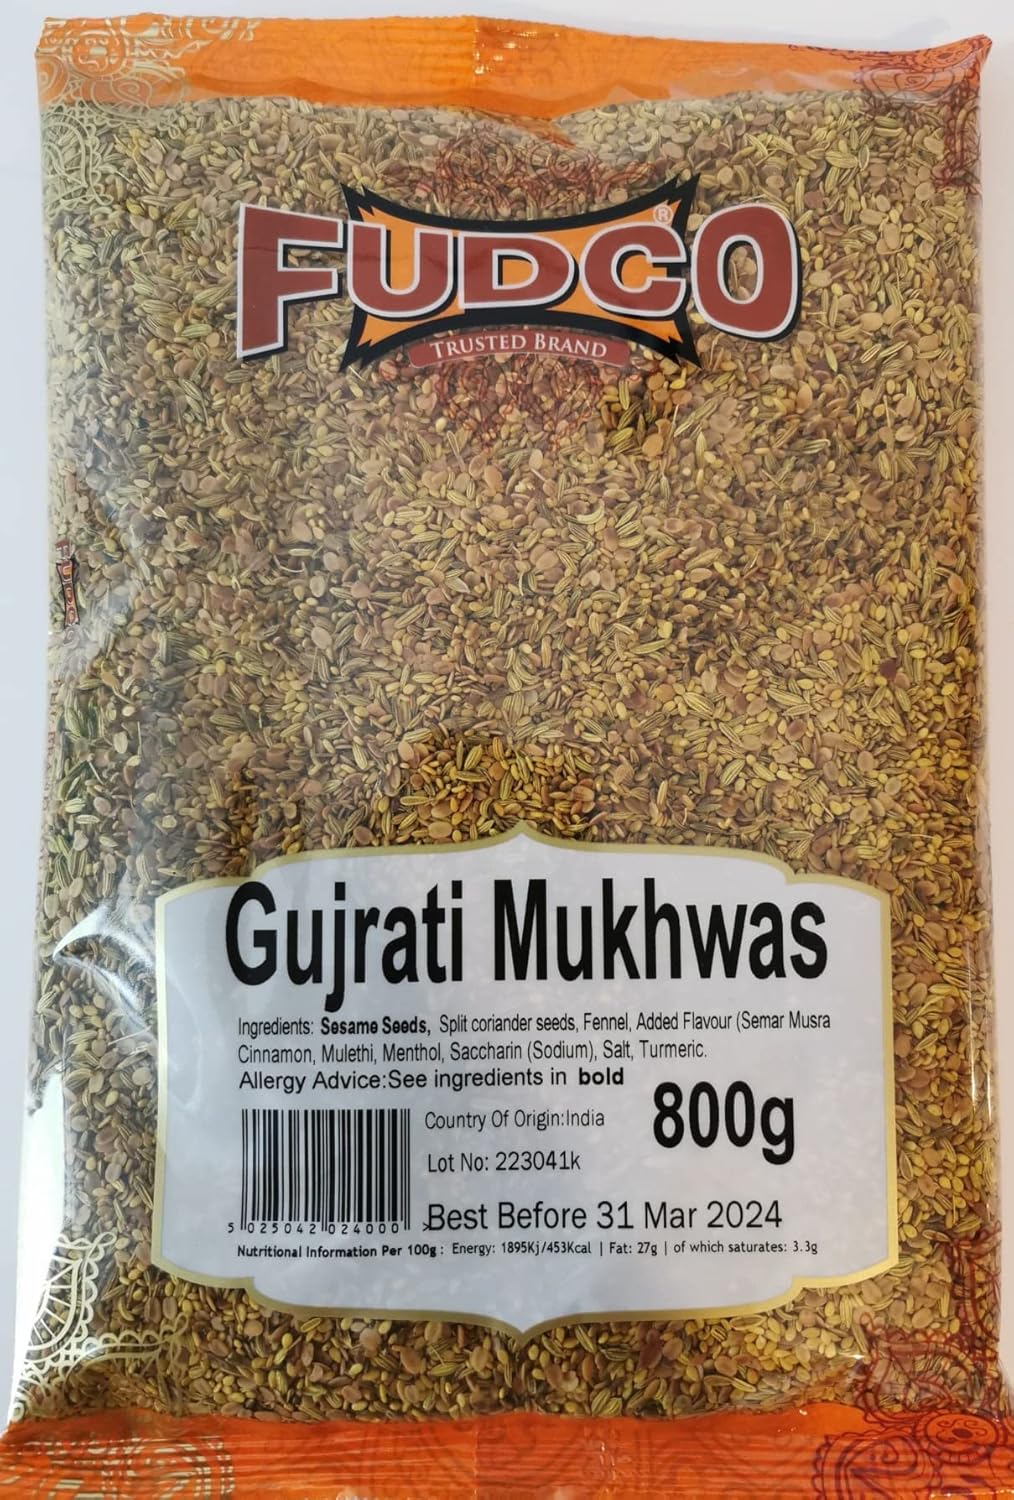 FUDCO®
TRUSTED BRAND
Gujrati Mukhwas
Ingredients: Sesame Seeds, Split coriander seeds, Fennel, Added Flavour (Semar Musra
Cinnamon, Mulethi, Menthol, Saccharin (Sodium), Salt, Turmeric.
Allergy Advice:See ingredients in bold
800g
Country Of Origin:India
Lot No: 223041k
5 025042 024000 >
Best Before 31 Mar 2024
Nutritional Information Per 100g: Energy: 1895Kj/453Kcal | Fat: 27g | of which saturates: 3.3g
FUDCO